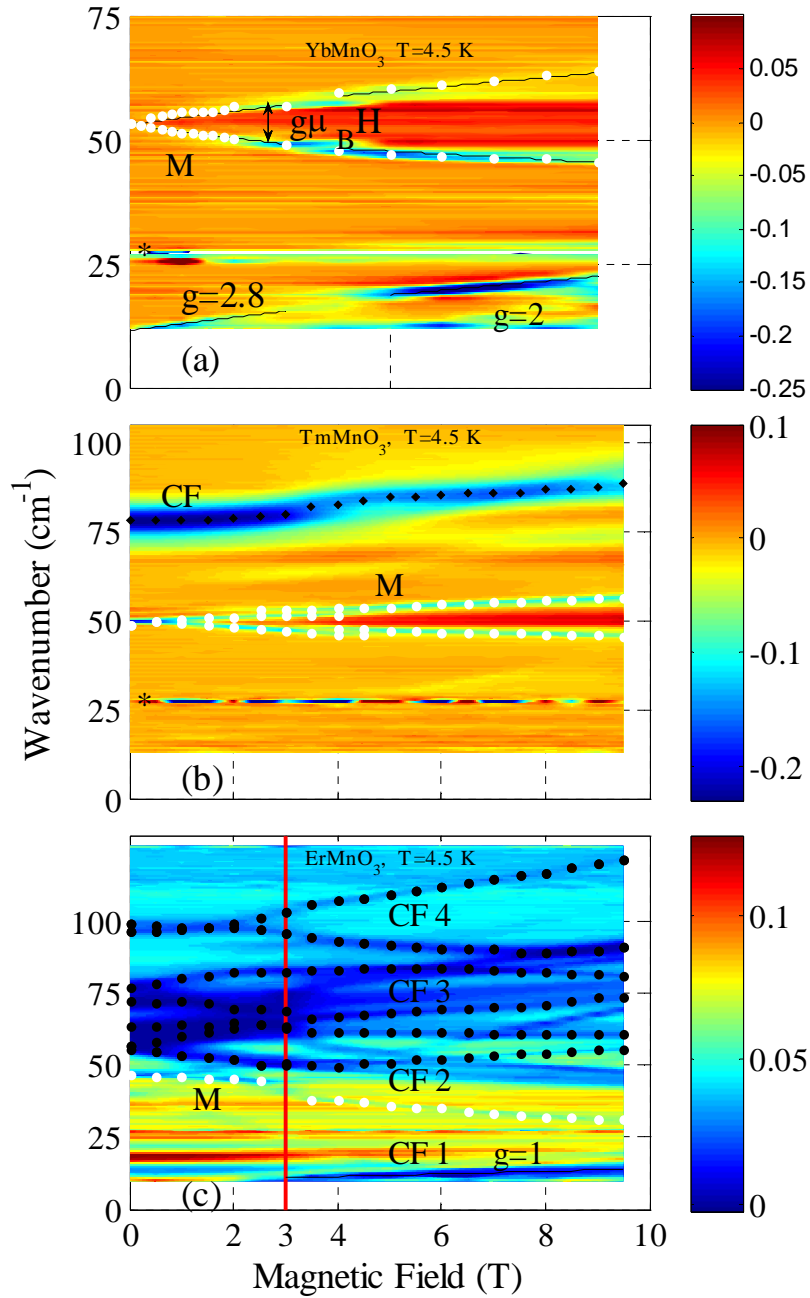 75
YbMnO3 T=4.5 K
0.05
gμBH
50
0
M
-0.05
-0.1
*
25
-0.15
g=2.8
g=2
-0.2
(a)
0
-0.25
100
TmMnO3, T=4.5 K
0.1
CF
75
0
M
50
-0.1
*
25
-0.2
(b)
0
Wavenumber (cm-1)
ErMnO3, T=4.5 K
0.1
100
CF 4
75
CF 3
0.05
50
CF 2
M
25
CF 1 g=1
0
(c)
0
0 2 3 4 6 8 10
Magnetic Field (T)